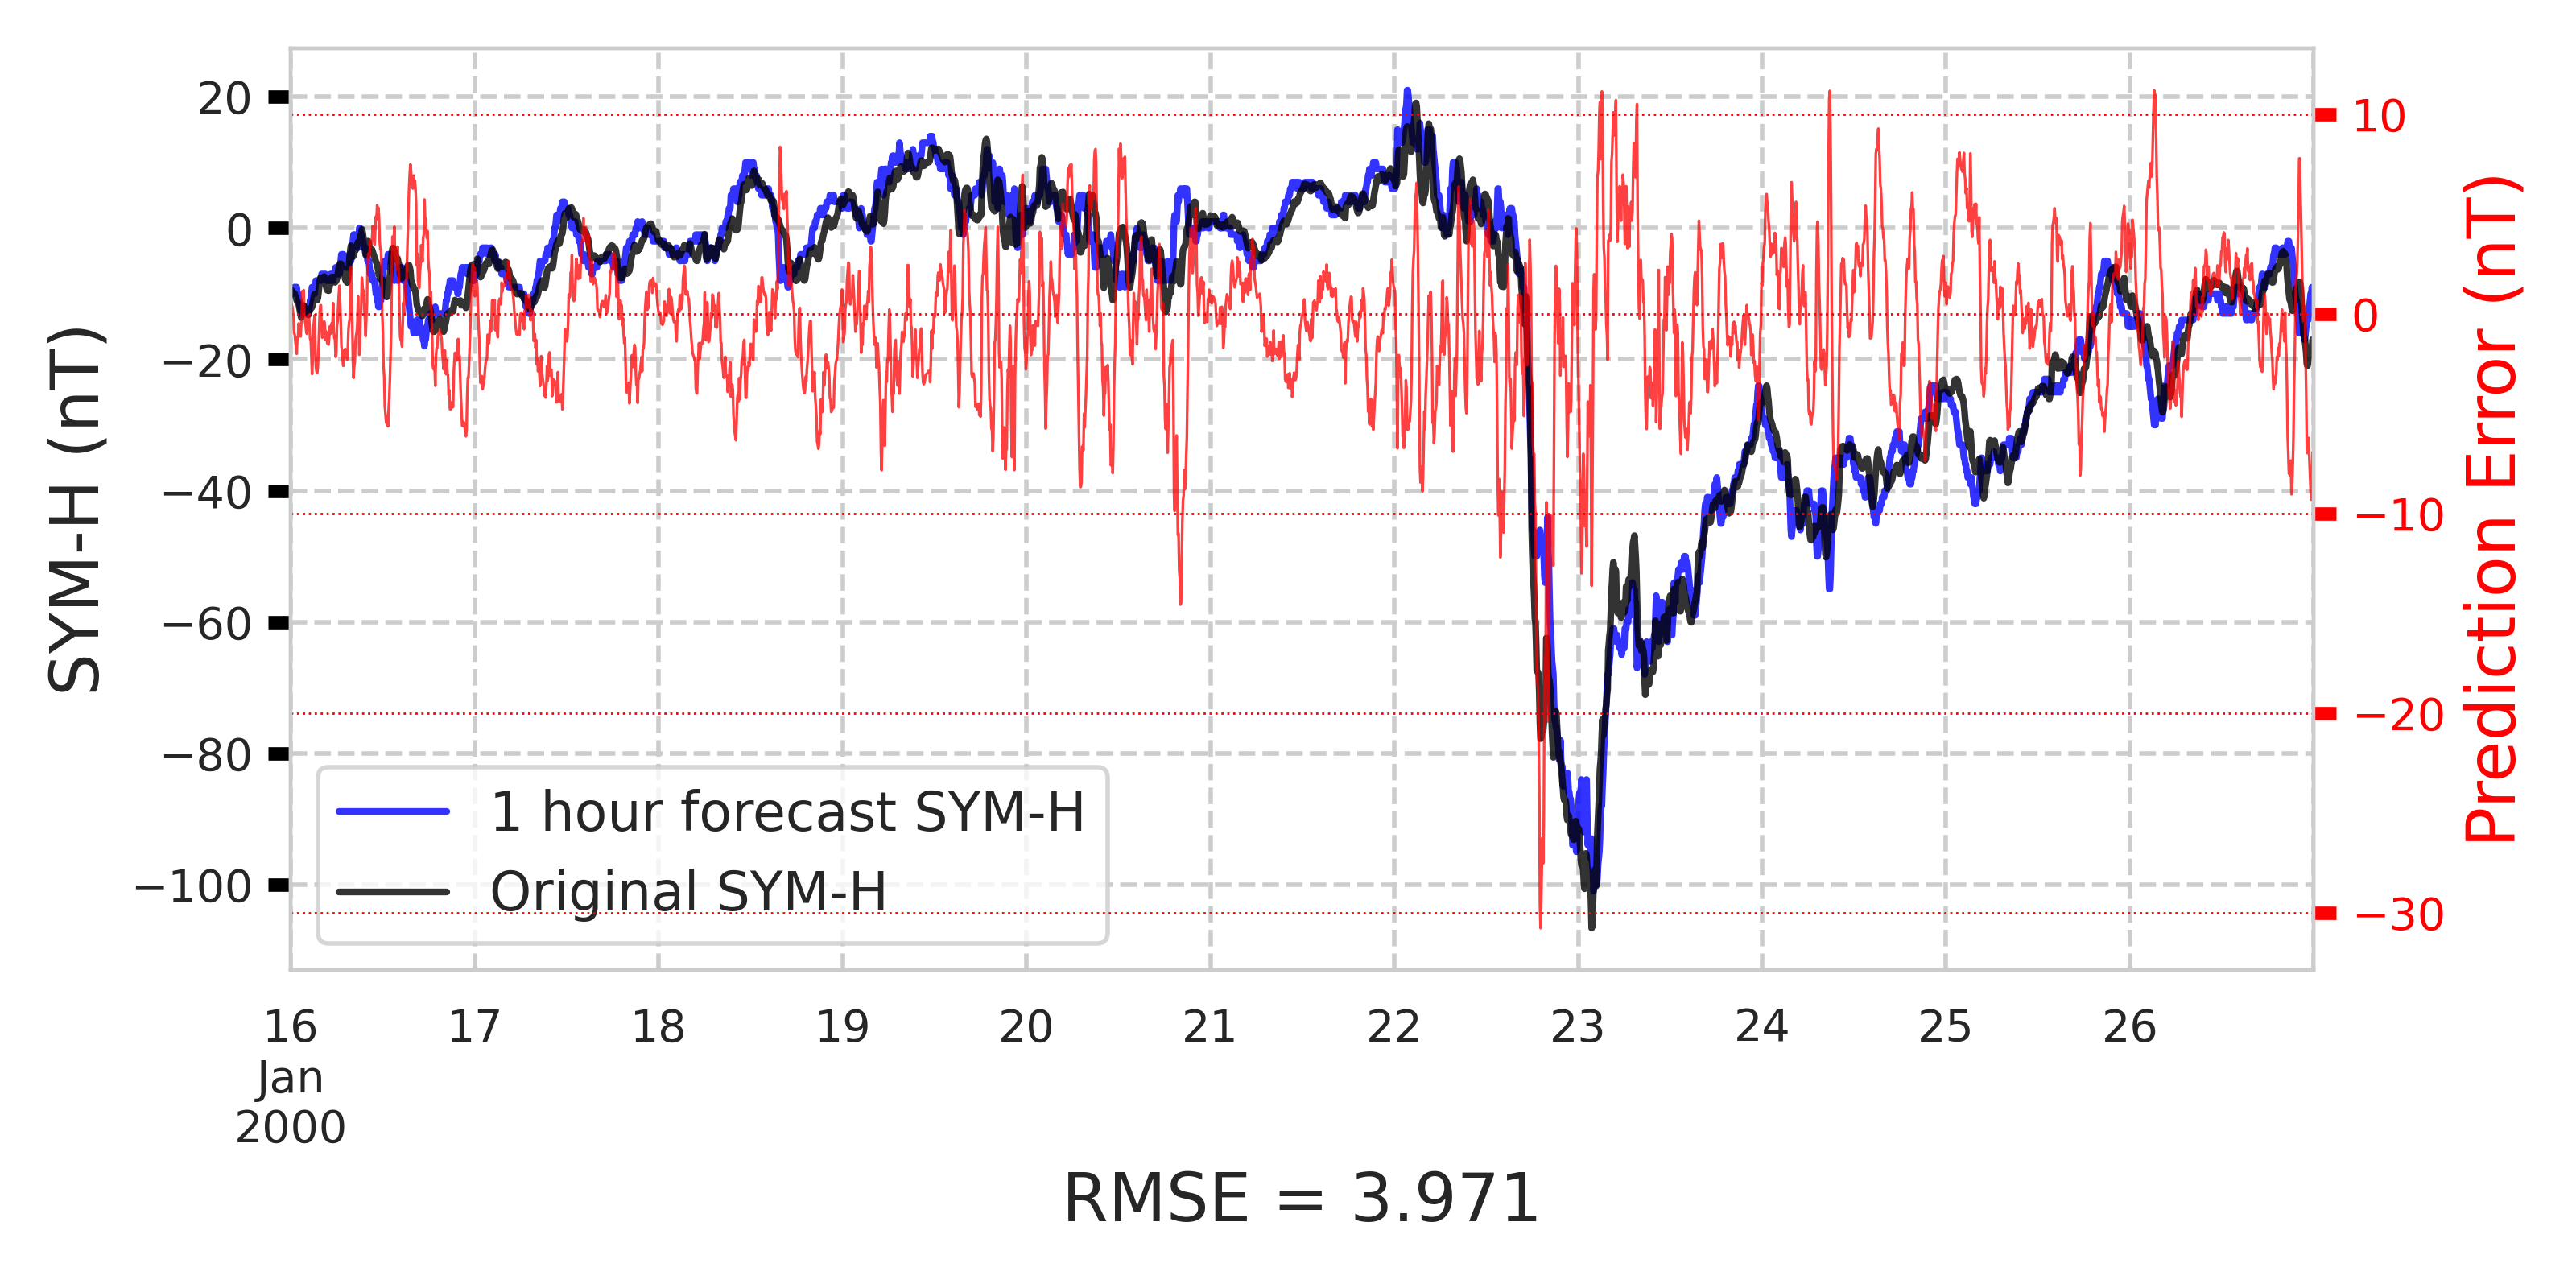 SYM-H (nT)
20
0
−20
−40
−60
−80
−100
1 hour forecast SYM-H
Original SYM-H
10
0
−10
−20
−30
Prediction Error (nT)
16 17 18 19 20 21 22 23 24 25 26
Jan
2000
RMSE = 3.971